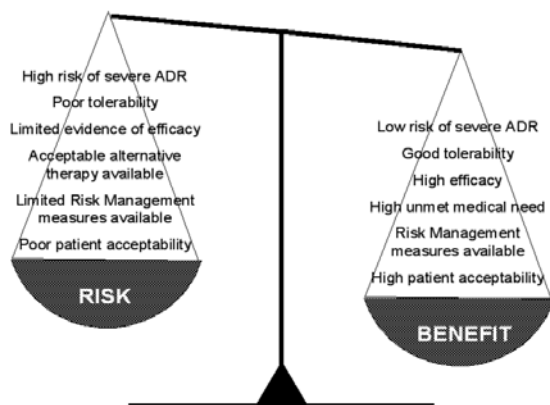 High risk of severe ADR
Poor tolerability
Limited evidence of efficacy
Acceptable alternative
therapy available
Limited Risk Management
measures available
Poor patient acceptability
RISK
Low risk of severe ADR
Good tolerability
High efficacy
High unmet medical need
Risk Management
measures available
High patient acceptability
BENEFIT